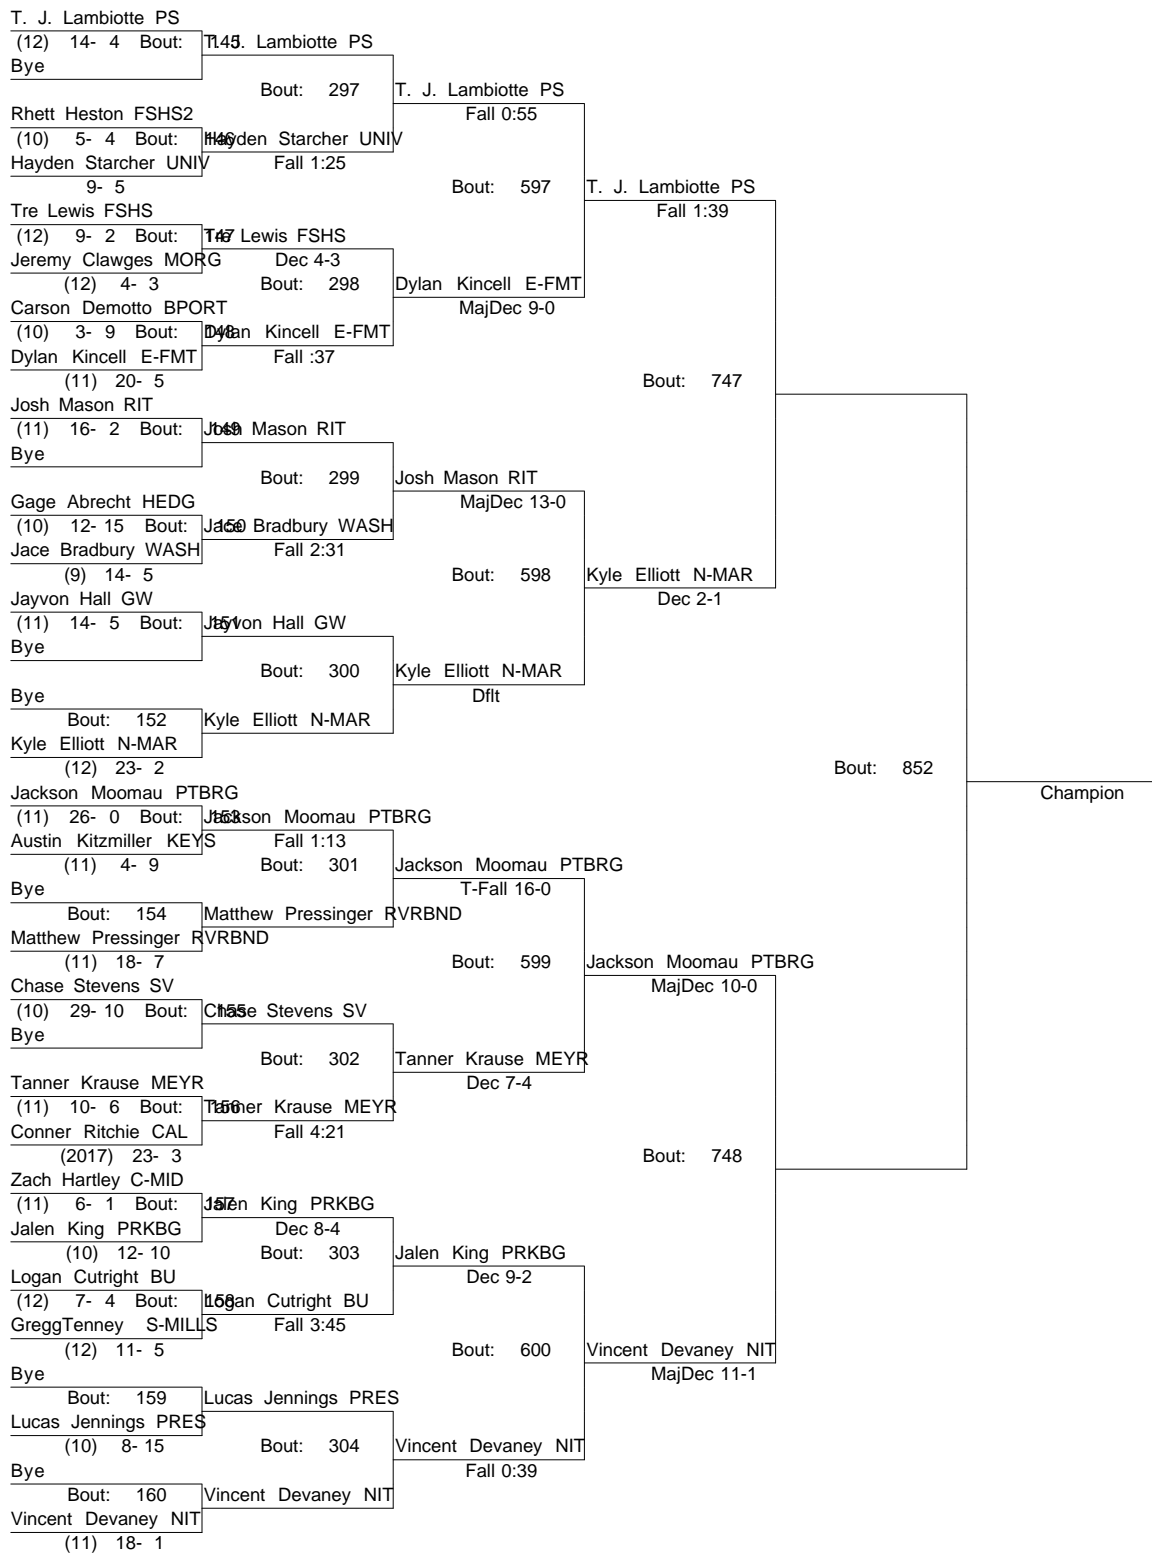 T. J. Lambiotte PS
(12) 14- 4 Bout: 145
Bye
T. J. Lambiotte PS
Bout: 297
Rhett Heston FSHS2
(10) 5- 4 Bout: 146
Hayden Starcher UNIV
9- 5
Hayden Starcher UNIV
Fall 1:25
T. J. Lambiotte PS
Fall 0:55
Bout: 597
Tre Lewis FSHS
(12) 9- 2 Bout: 147
Jeremy Clawges MORG
(12) 4- 3
Tre Lewis FSHS
Dec 4-3
Bout: 298
Carson Demotto BPORT
(10) 3- 9 Bout: 148
Dylan Kincell E-FMT
(11) 20- 5
Dylan Kincell E-FMT
Fall :37
Dylan Kincell E-FMT
MajDec 9-0
T. J. Lambiotte PS
Fall 1:39
Bout: 747
Josh Mason RIT
(11) 16- 2 Bout: 149
Bye
Josh Mason RIT
Bout: 299
Gage Abrecht HEDG
(10) 12- 15 Bout: 150
Jace Bradbury WASH
(9) 14- 5
Jace Bradbury WASH
Fall 2:31
Josh Mason RIT
MajDec 13-0
Bout: 598
Jayvon Hall GW
(11) 14- 5 Bout: 151
Bye
Jayvon Hall GW
Bout: 300
Bye
Bout: 152
Kyle Elliott N-MAR
(12) 23- 2
Kyle Elliott N-MAR
Kyle Elliott N-MAR
Dflt
Kyle Elliott N-MAR
Dec 2-1
Bout: 852
Champion
Jackson Moomau PTBRG
(11) 26- 0 Bout: 153
Austin Kitzmiller KEYS
(11) 4- 9
Jackson Moomau PTBRG
Fall 1:13
Bout: 301
Bye
Bout: 154
Matthew Pressinger RVRBND
(11) 18- 7
Matthew Pressinger RVRBND
Jackson Moomau PTBRG
T-Fall 16-0
Bout: 599
Chase Stevens SV
(10) 29- 10 Bout: 155
Bye
Chase Stevens SV
Bout: 302
Tanner Krause MEYR
(11) 10- 6 Bout: 156
Conner Ritchie CAL
(2017) 23- 3
Tanner Krause MEYR
Fall 4:21
Tanner Krause MEYR
Dec 7-4
Jackson Moomau PTBRG
MajDec 10-0
Bout: 748
Zach Hartley C-MID
(11) 6- 1 Bout: 157
Jalen King PRKBG
(10) 12- 10
Jalen King PRKBG
Dec 8-4
Bout: 303
Logan Cutright BU
(12) 7- 4 Bout: 158
GreggTenney S-MILLS
(12) 11- 5
Logan Cutright BU
Fall 3:45
Jalen King PRKBG
Dec 9-2
Bout: 600
Bye
Bout: 159
Lucas Jennings PRES
(10) 8- 15
Lucas Jennings PRES
Bout: 304
Bye
Bout: 160
Vincent Devaney NIT
(11) 18- 1
Vincent Devaney NIT
Vincent Devaney NIT
Fall 0:39
Vincent Devaney NIT
MajDec 11-1